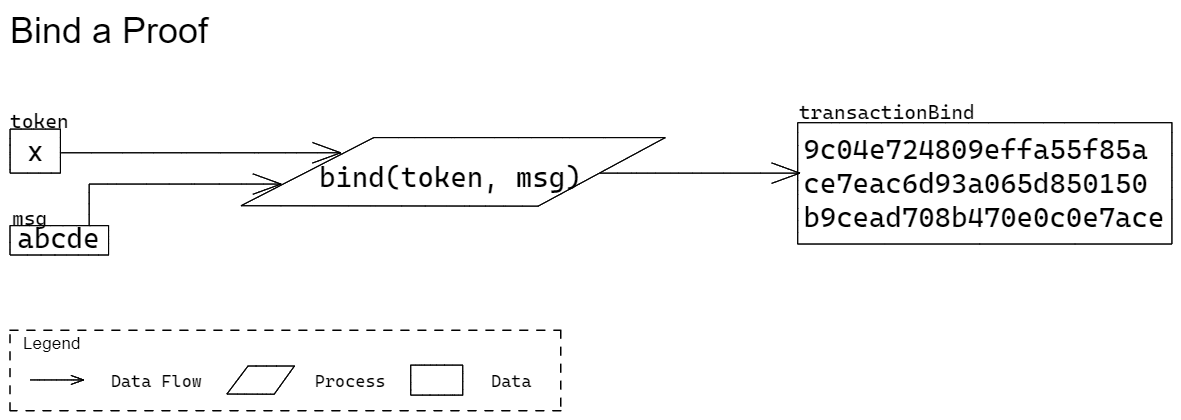 Bind a Proof
token
x
msg
abcde
bind(token, msg)
transactionBind
9c04e724809effa55f85a
ce7eac6d93a065d850150
b9cead708b470e0c0e7ace
Legend
Data Flow
Process
Data